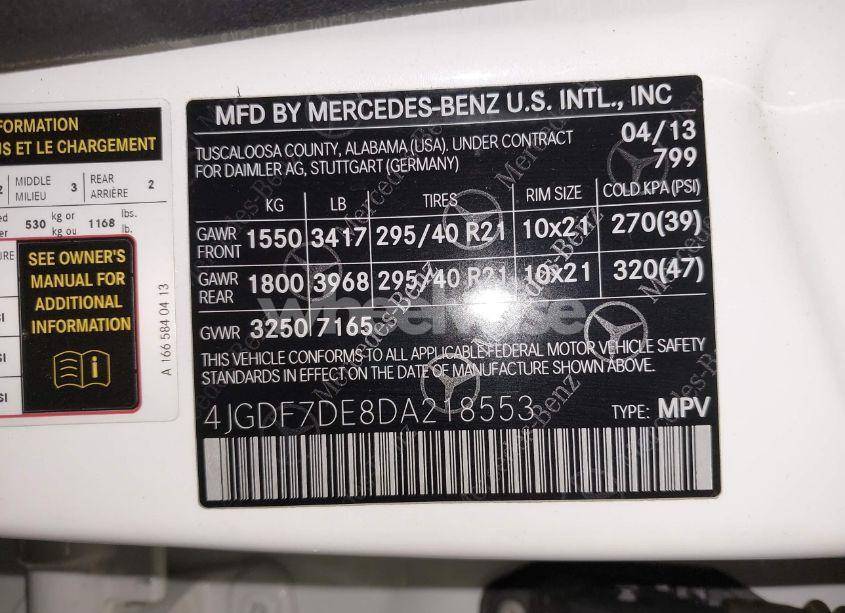 FORMATION
US ET LE CHARGEMENT
2 MIDDLE MILIEU 3 REAR ARRIÈRE 2
530 kg or kg ou 1168 lbs. lb.
SEE OWNER'S
MANUAL FOR
ADDITIONAL
INFORMATION
A 166 584 04 13
MFD BY MERCEDES-BENZ U.S. INTL., INC
TUSCALOOSA COUNTY, ALABAMA (USA). UNDER CONTRACT
FOR DAIMLER AG, STUTTGART (GERMANY)
04/13
799
KG LB TIRES RIM SIZE COLD KPA (PSI)
GAWR FRONT 1550 3417 295/40 R21 10x21 270(39)
GAWR REAR 1800 3968 295/40 R21 10x21 320(47)
GVWR 3250 7165
THIS VEHICLE CONFORMS TO ALL APPLICABLE FEDERAL MOTOR VEHICLE SAFETY
STANDARDS IN EFFECT ON THE DATE OF MANUFACTURE SHOWN ABOVE.
4JGDF7DE8DA218553 TYPE: MPV
Mercedes-Benz